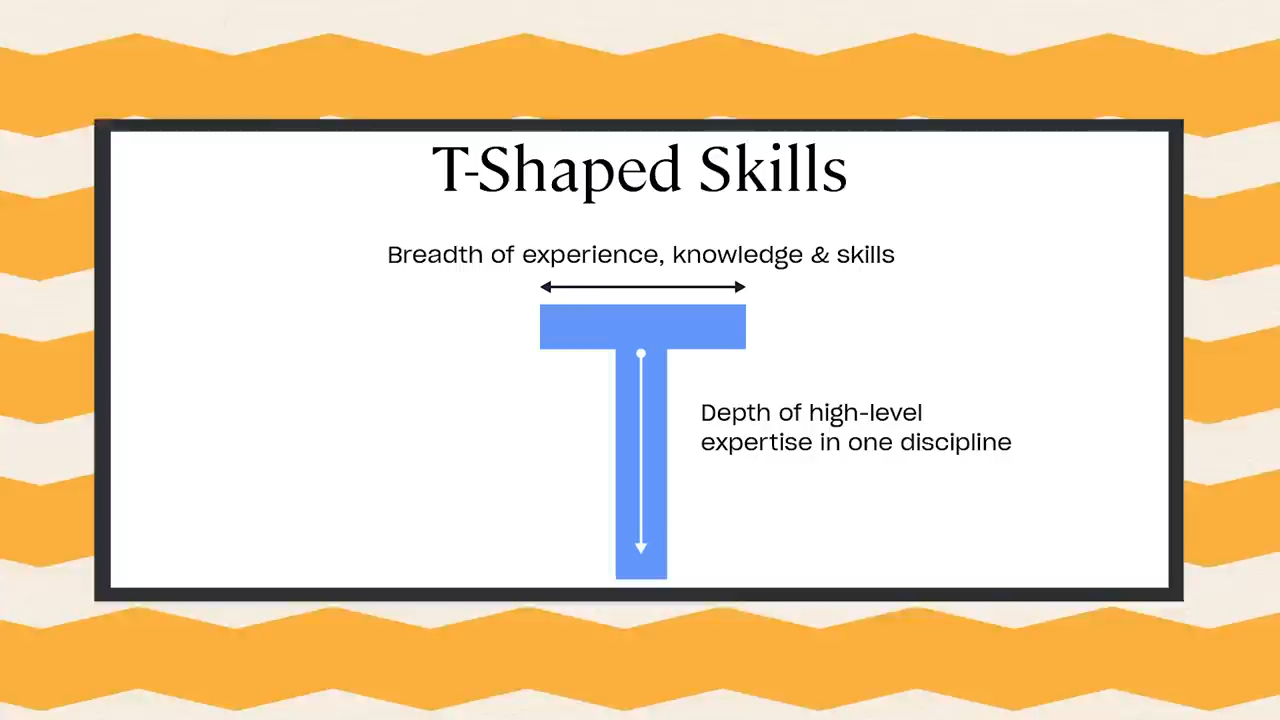 T-Shaped Skills
Breadth of experience, knowledge & skills
Depth of high-level
expertise in one discipline